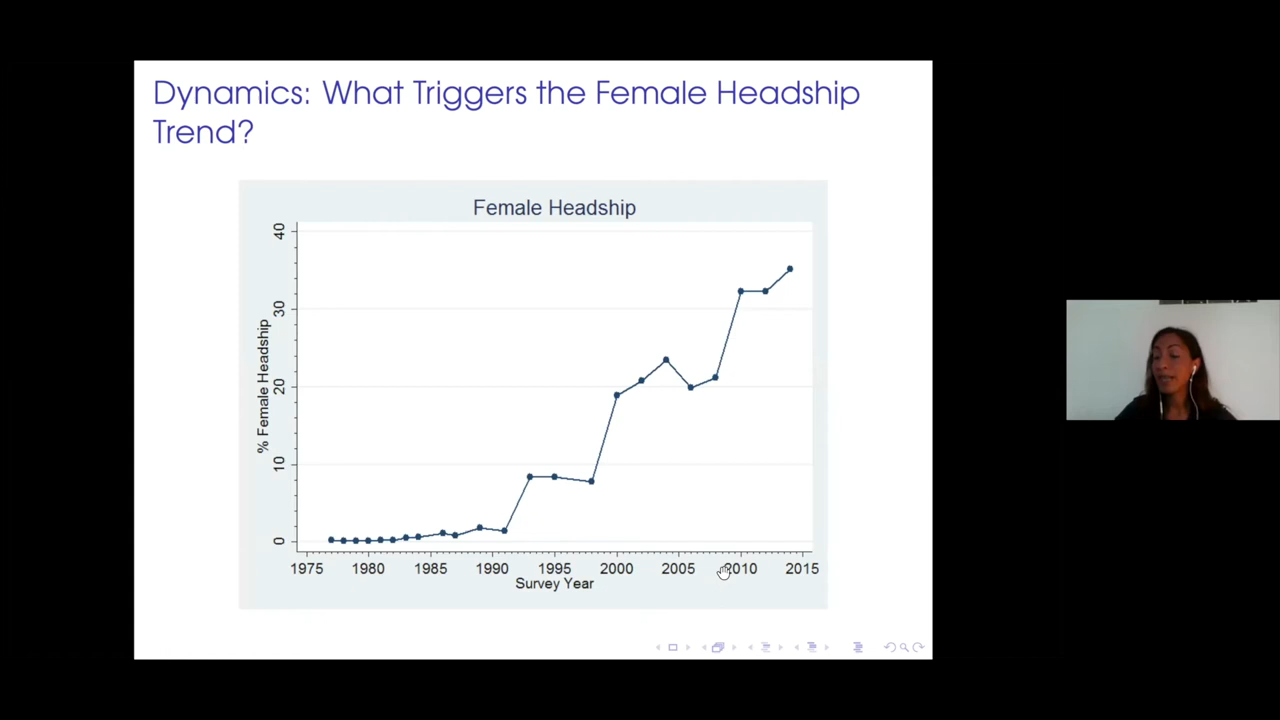 Dynamics: What Triggers the Female Headship
Trend?
Female Headship
% Female Headship
40
30
20
10
0
1975 1980 1985 1990 1995 2000 2005 2010 2015
Survey Year